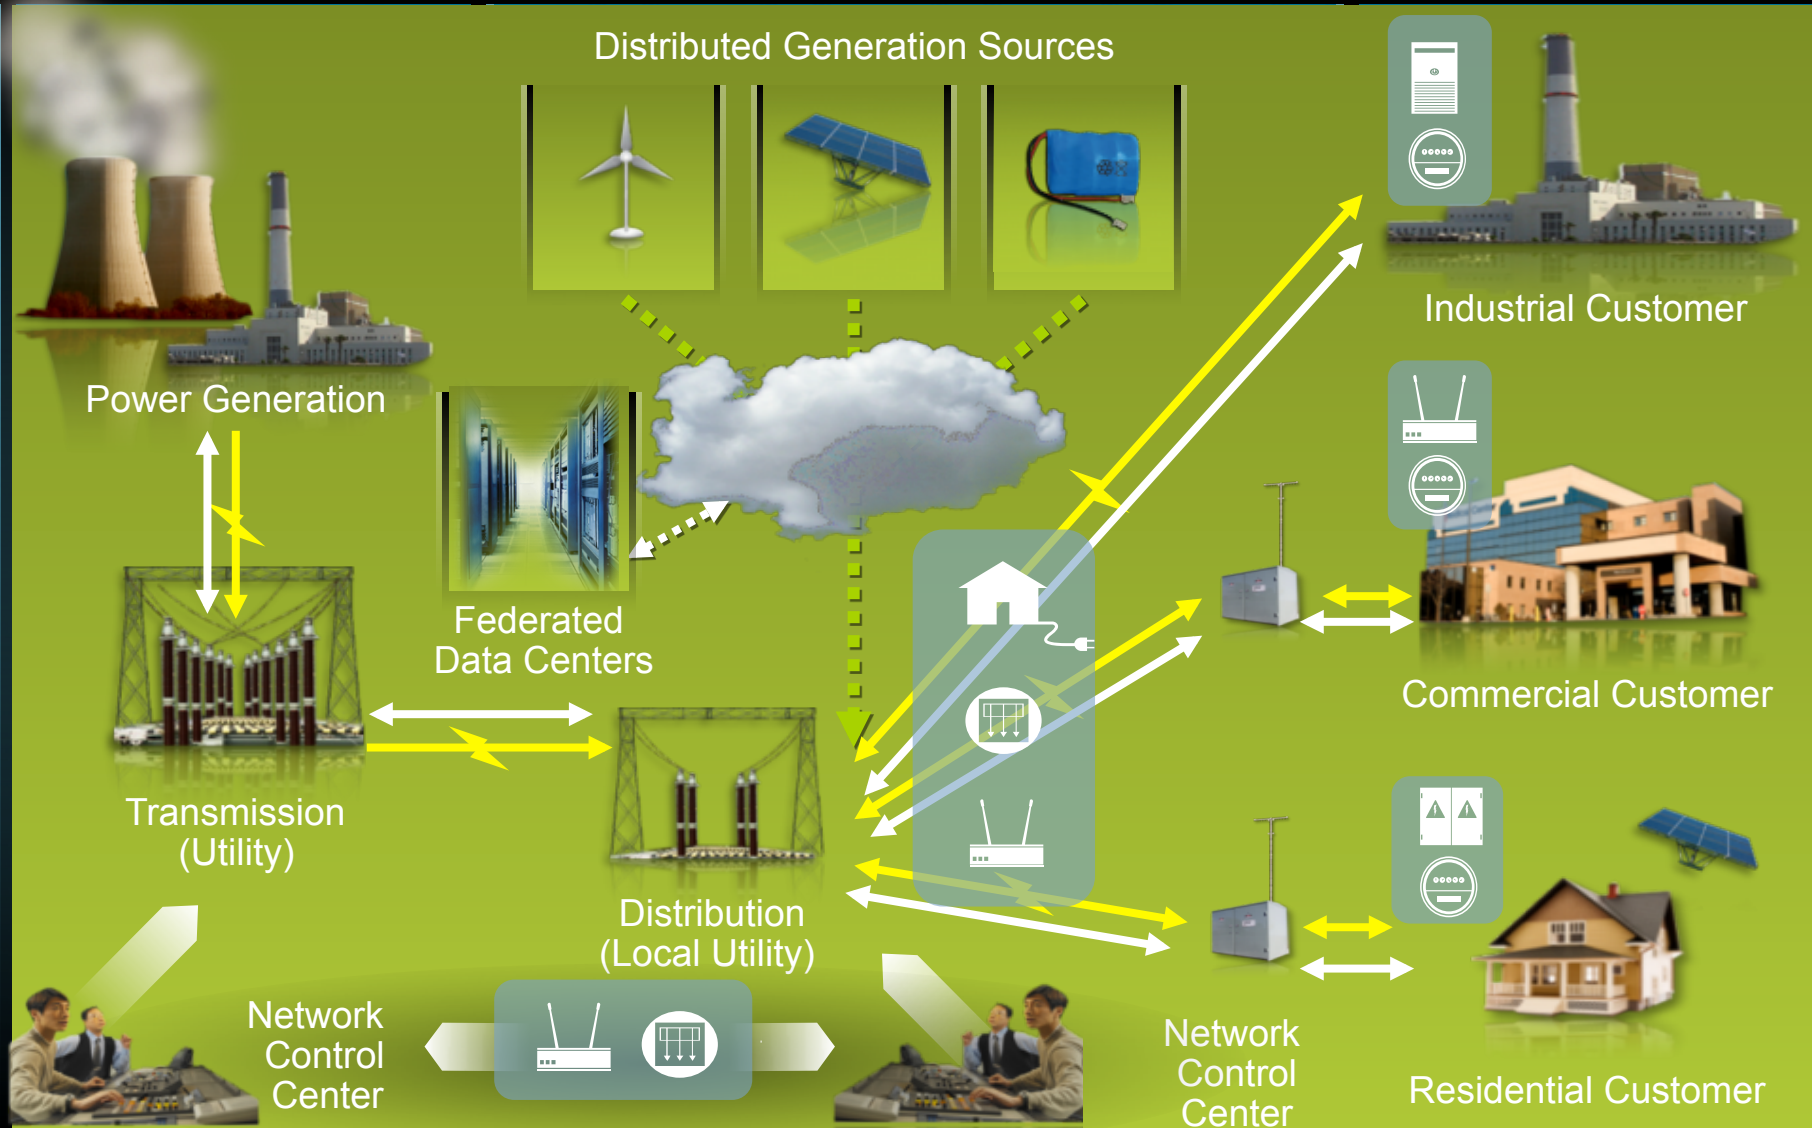 Distributed Generation Sources
Industrial Customer
Power Generation
Federated
Data Centers
Commercial Customer
Transmission
(Utility)
Distribution
(Local Utility)
Network
Control
Center
Network
Control
Center
Residential Customer